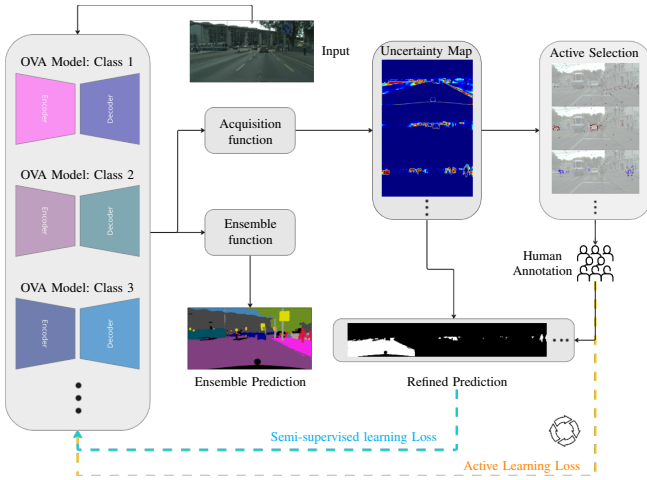 OVA Model: Class 1
Encoder
Decoder
OVA Model: Class 2
Encoder
Decoder
OVA Model: Class 3
Encoder
Decoder
Input
Acquisition
function
Ensemble
function
Ensemble Prediction
Uncertainty Map
Active Selection
Human
Annotation
Refined Prediction
Semi-supervised learning Loss
Active Learning Loss